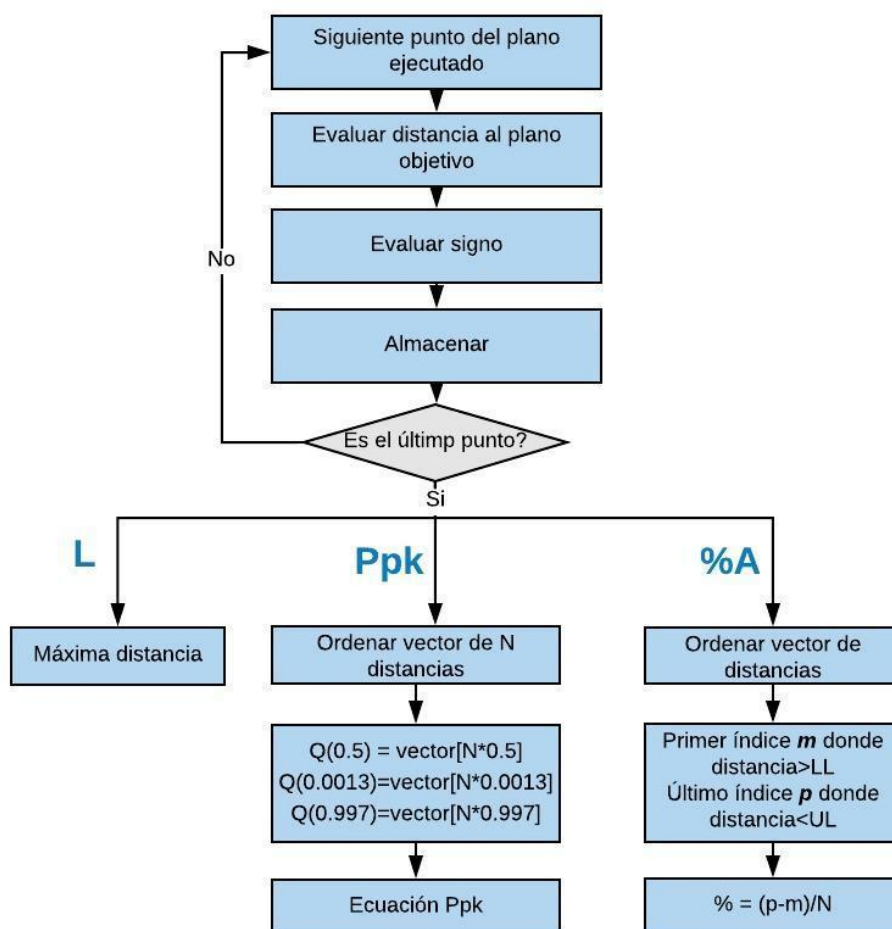 Siguiente punto del plano
ejecutado
Evaluar distancia al plano
objetivo
Evaluar signo
No
Almacenar
Es el últimp punto?
Si
L
Ppk
%A
Máxima distancia
Ordenar vector de N
distancias
Ordenar vector de
distancias
Q(0.5) = vector[N*0.5]
Q(0.0013)=vector[N*0.0013]
Q(0.997)=vector[N*0.997]
Primer índice m donde
distancia>LL
Último índice p donde
distancia<UL
Ecuación Ppk
% = (p-m)/N